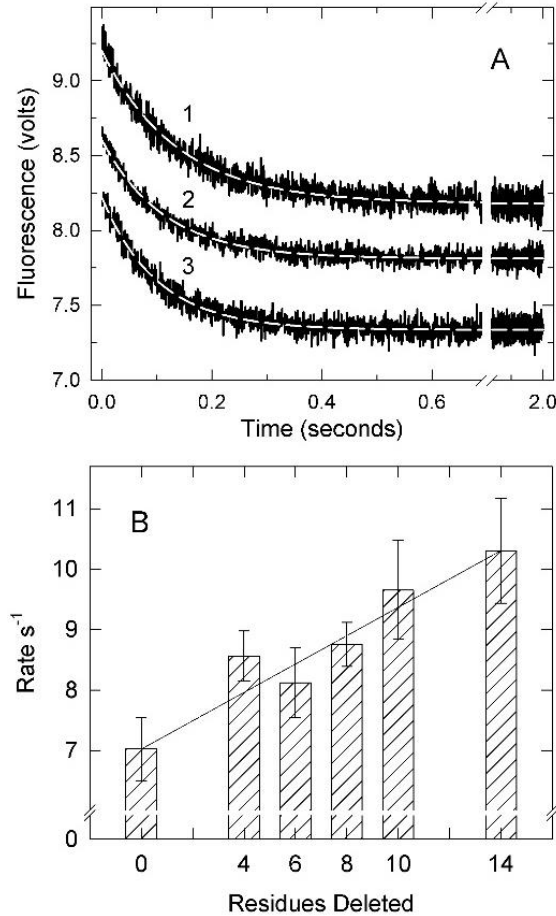 A
9.0
8.5
8.0
7.5
7.0
Fluorescence (volts)
1
2
3
0.0 0.2 0.4 0.6 2.0
Time (seconds)
B
11
10
9
8
7
0
Rate s⁻¹
0 4 6 8 10 14
Residues Deleted